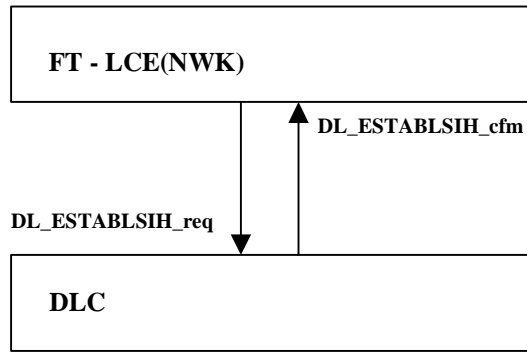 FT - LCE(NWK)
DL_ESTABLSIH_cfm
DL_ESTABLSIH_req
DLC